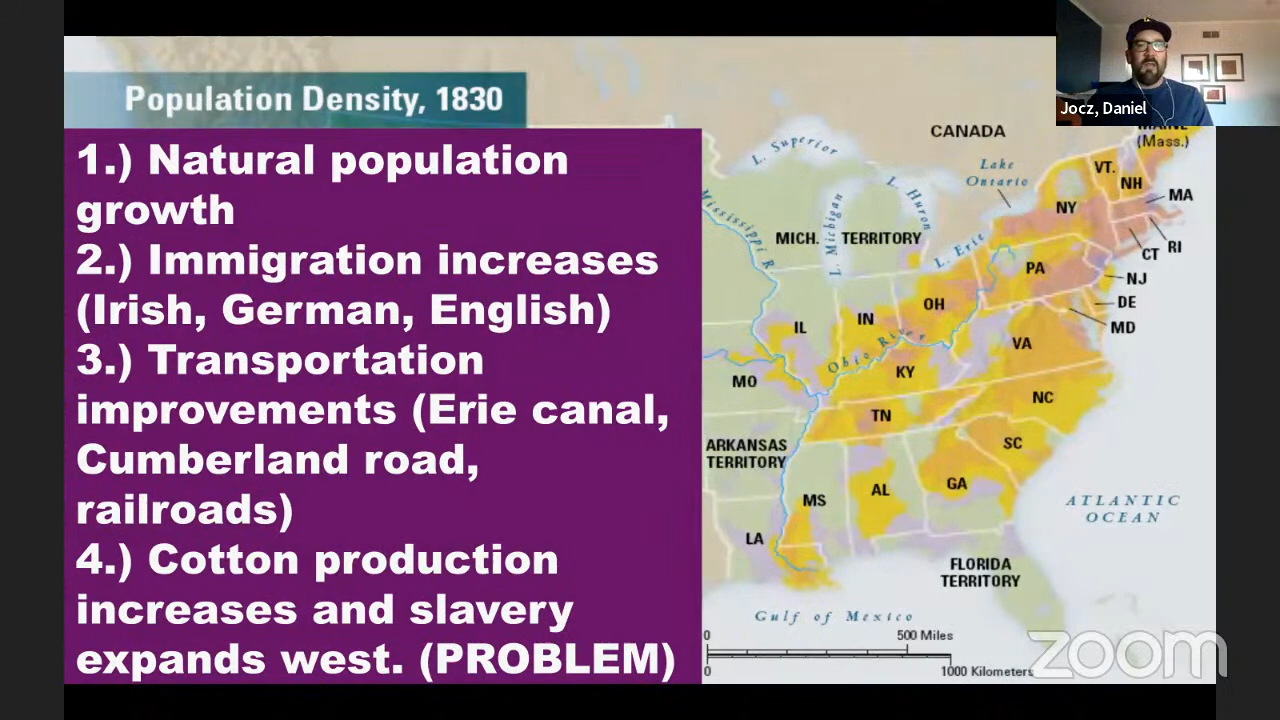 Population Density, 1830
1.) Natural population
growth
2.) Immigration increases
(Irish, German, English)
3.) Transportation
improvements (Erie canal,
Cumberland road,
railroads)
4.) Cotton production
increases and slavery
expands west. (PROBLEM)
Jocz, Daniel
CANADA
MAINE
(Mass.)
L. Superior
Lake
Ontario
VT.
NH
MA
L. Huron
NY
Mississippi R.
L. Michigan
MICH. TERRITORY
L. Erie
CT
RI
PA
NJ
OH
DE
IN
IL
MD
Ohio River
VA
KY
MO
NC
TN
SC
ARKANSAS
TERRITORY
GA
AL
MS
ATLANTIC
OCEAN
LA
FLORIDA
TERRITORY
Gulf of Mexico
0
500 Miles
0
1000 Kilometers
zoom